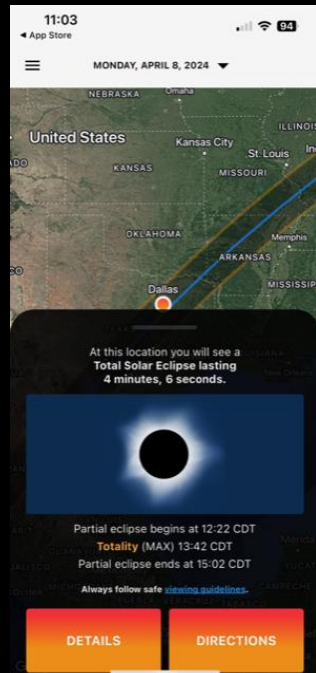 11:03
94
App Store
MONDAY, APRIL 8, 2024
NEBRASKA
Omaha
ILLINOIS
United States
Kansas City
St. Louis
KANSAS
MISSOURI
OKLAHOMA
Memphis
ARKANSAS
MISSISSIP
Dallas
At this location you will see a
Total Solar Eclipse lasting
4 minutes, 6 seconds.
Partial eclipse begins at 12:22 CDT
Totality (MAX) 13:42 CDT
Partial eclipse ends at 15:02 CDT
Always follow safe viewing guidelines.
DETAILS
DIRECTIONS